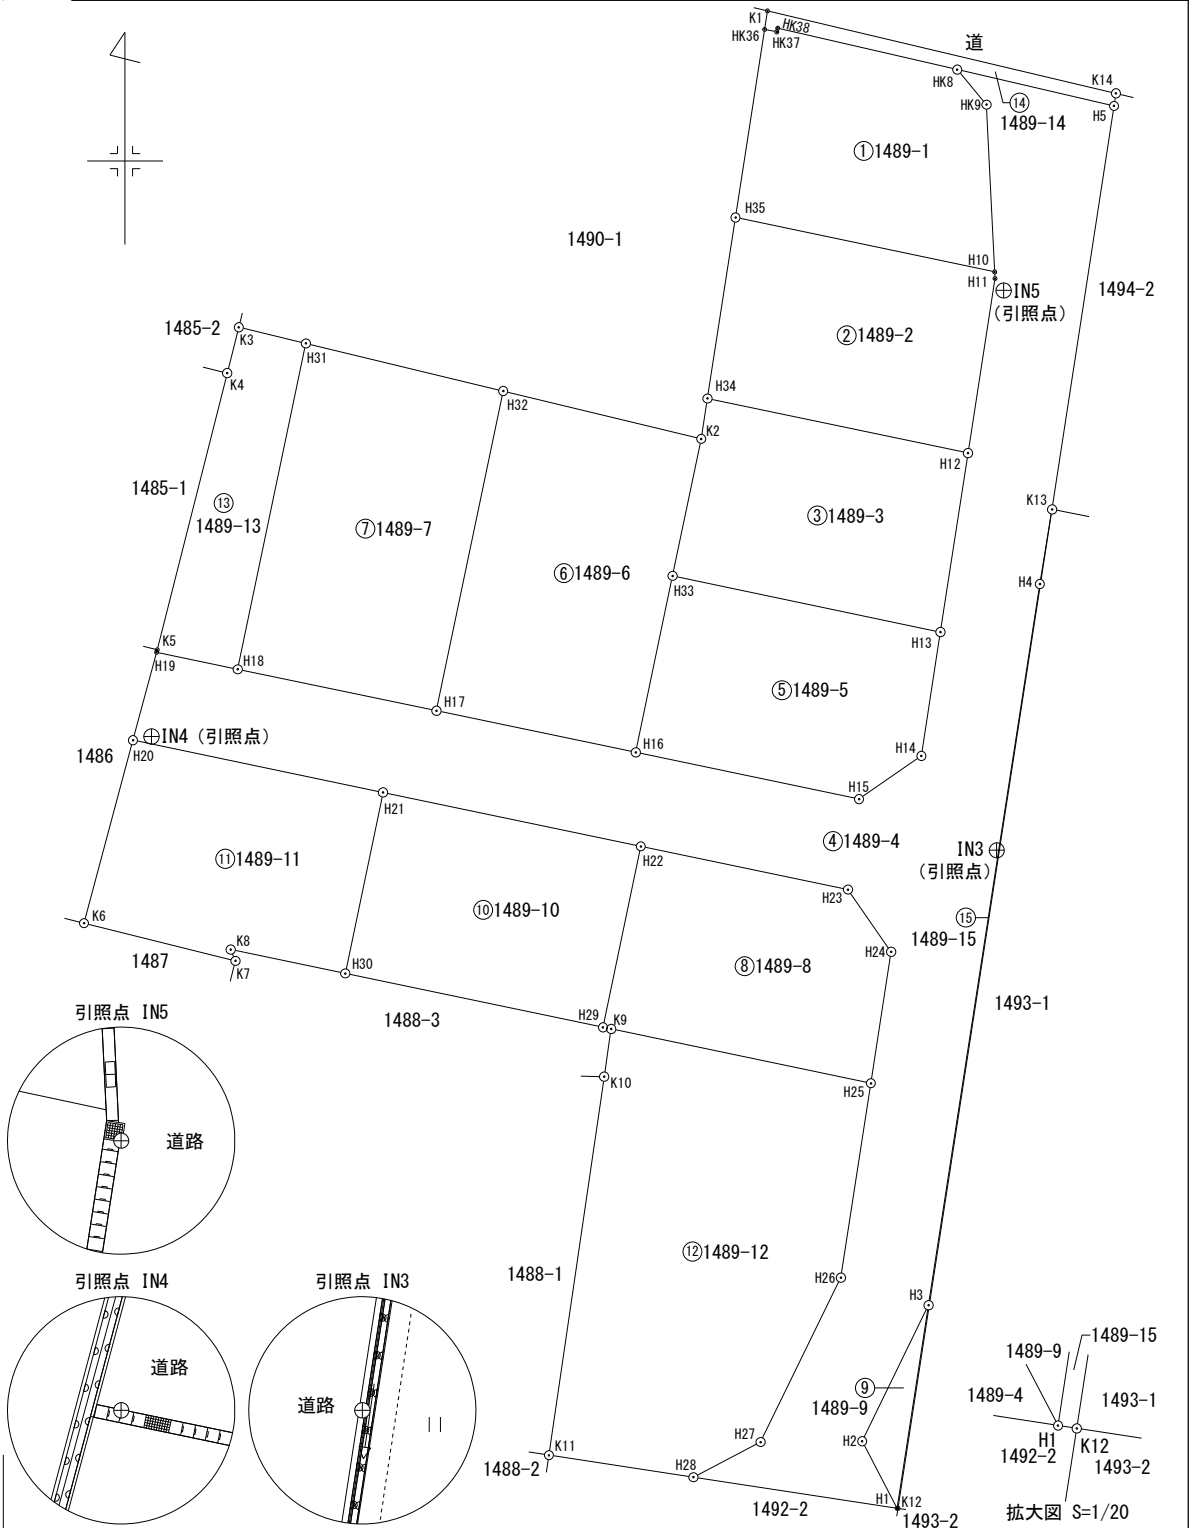 K1
HK36
HK38
HK37
道
HK8
K14
HK9
⑭
1489-14
H5
①1489-1
H35
1490-1
H10
H11
IN5
(引照点)
1494-2
1485-2
K3
H31
②1489-2
K4
H32
H34
K2
H12
1485-1
⑬
1489-13
⑦1489-7
③1489-3
K13
⑥1489-6
H33
H4
K5
H19
H18
H13
⑤1489-5
H17
IN4 (引照点)
1486
H20
H16
H14
H21
H15
④1489-4
⑪1489-11
H22
IN3
(引照点)
H23
⑩1489-10
⑮
1489-15
K6
K8
1487
K7
H24
⑧1489-8
H30
1493-1
引照点 IN5
1488-3
H29
K9
K10
H25
道路
⑫1489-12
1488-1
H26
引照点 IN4
引照点 IN3
H3
道路
道路
1489-15
1489-9
⑨
1489-9
1489-4
1493-1
H27
H2
H1
K12
1492-2
1493-2
K11
1488-2
H28
1492-2
H1
K12
1493-2
拡大図 S=1/20